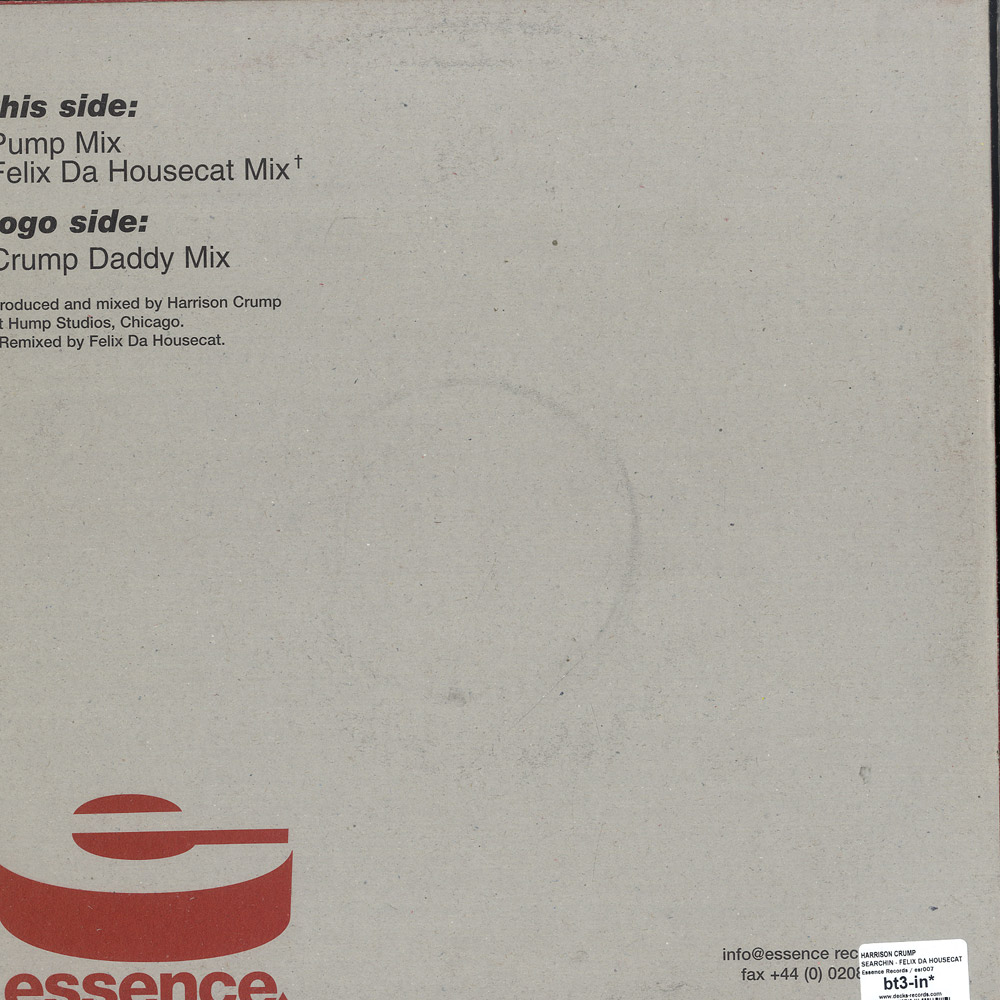 his side:
Pump Mix
Felix Da Housecat Mix†
ogo side:
Crump Daddy Mix
roduced and mixed by Harrison Crump
t Hump Studios, Chicago.
Remixed by Felix Da Housecat.
essence
info@essence rec
fax +44 (0) 0208
HARRISON CRUMP
SEARCHIN - FELIX DA HOUSECAT
Essence Records / esr007
bt3-in*
www.decks-records.com